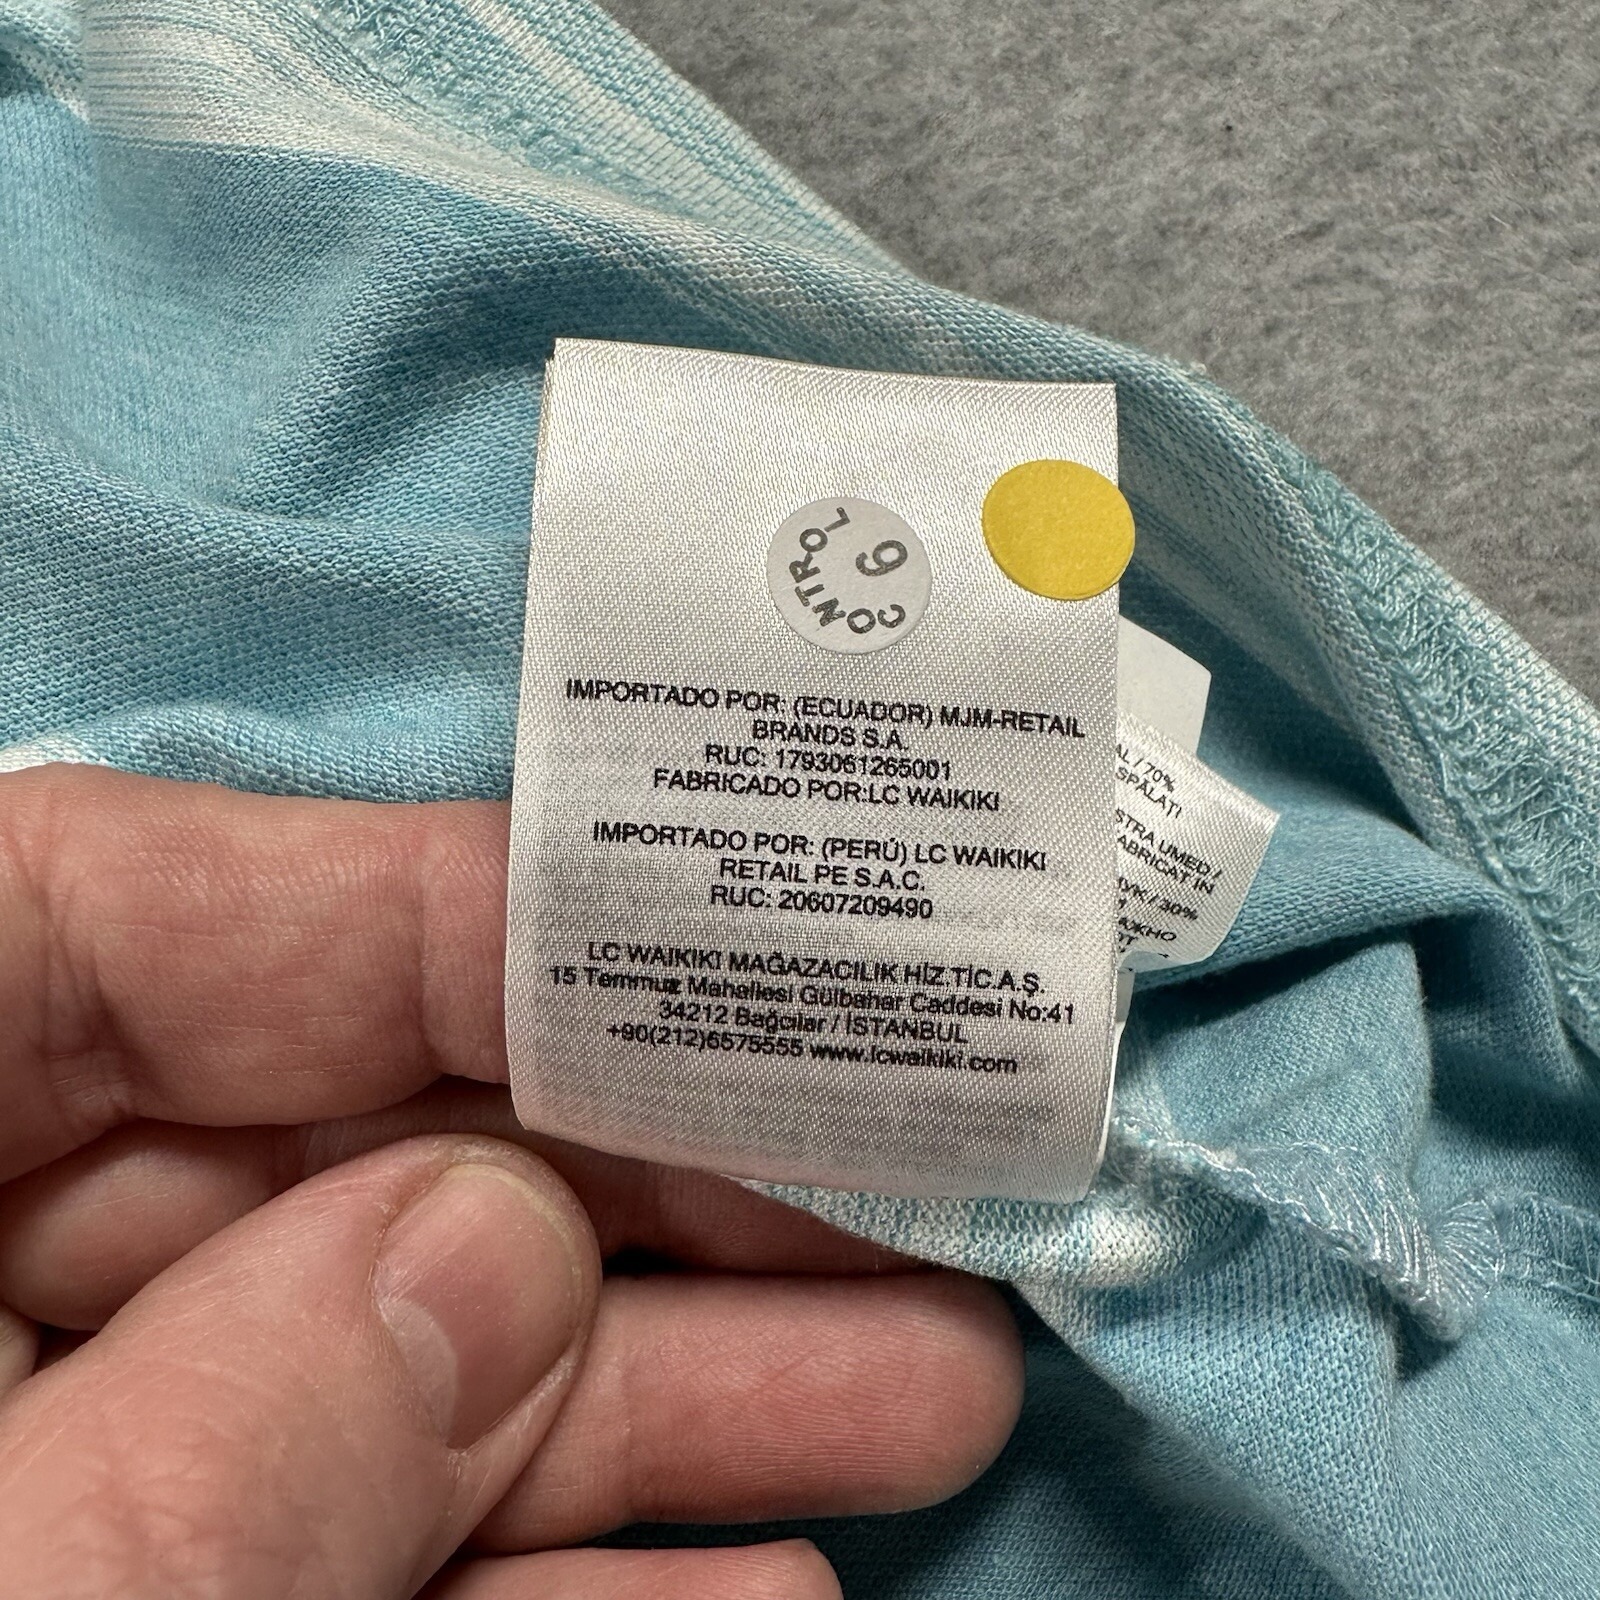 CONTROL
6
IMPORTADO POR: (ECUADOR) MJM-RETAIL
BRANDS S.A.
RUC: 1793061265001
FABRICADO POR:LC WAIKIKI
IMPORTADO POR: (PERÚ) LC WAIKIKI
RETAIL PE S.A.C.
RUC: 20607209490
LC WAIKIKI MAĞAZACILIK HİZ.TİC.A.Ş.
15 Temmuz Mahallesi Gülbahar Caddesi No:41
34212 Bağcılar / İSTANBUL
+90(212)6575555 www.lcwaikiki.com
AL / 70%
SPĂLAȚI
STRA UMED /
ABRICAT IN
/ 30%